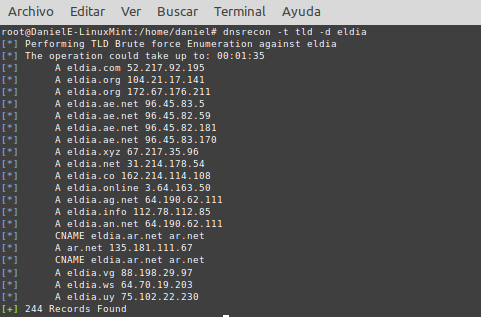 Archivo Editar Ver Buscar Terminal Ayuda
root@DanielE-LinuxMint:/home/daniel# dnsrecon -t tld -d eldia
[*] Performing TLD Brute force Enumeration against eldia
[*] The operation could take up to: 00:01:35
[*] A eldia.com 52.217.92.195
[*] A eldia.org 104.21.17.141
[*] A eldia.org 172.67.176.211
[*] A eldia.ae.net 96.45.83.5
[*] A eldia.ae.net 96.45.82.59
[*] A eldia.ae.net 96.45.82.181
[*] A eldia.ae.net 96.45.83.170
[*] A eldia.xyz 67.217.35.96
[*] A eldia.net 31.214.178.54
[*] A eldia.co 162.214.114.108
[*] A eldia.online 3.64.163.50
[*] A eldia.ag.net 64.190.62.111
[*] A eldia.info 112.78.112.85
[*] A eldia.an.net 64.190.62.111
[*] CNAME eldia.ar.net ar.net
[*] A ar.net 135.181.111.67
[*] CNAME eldia.ar.net ar.net
[*] A eldia.vg 88.198.29.97
[*] A eldia.ws 64.70.19.203
[*] A eldia.uy 75.102.22.230
[+] 244 Records Found